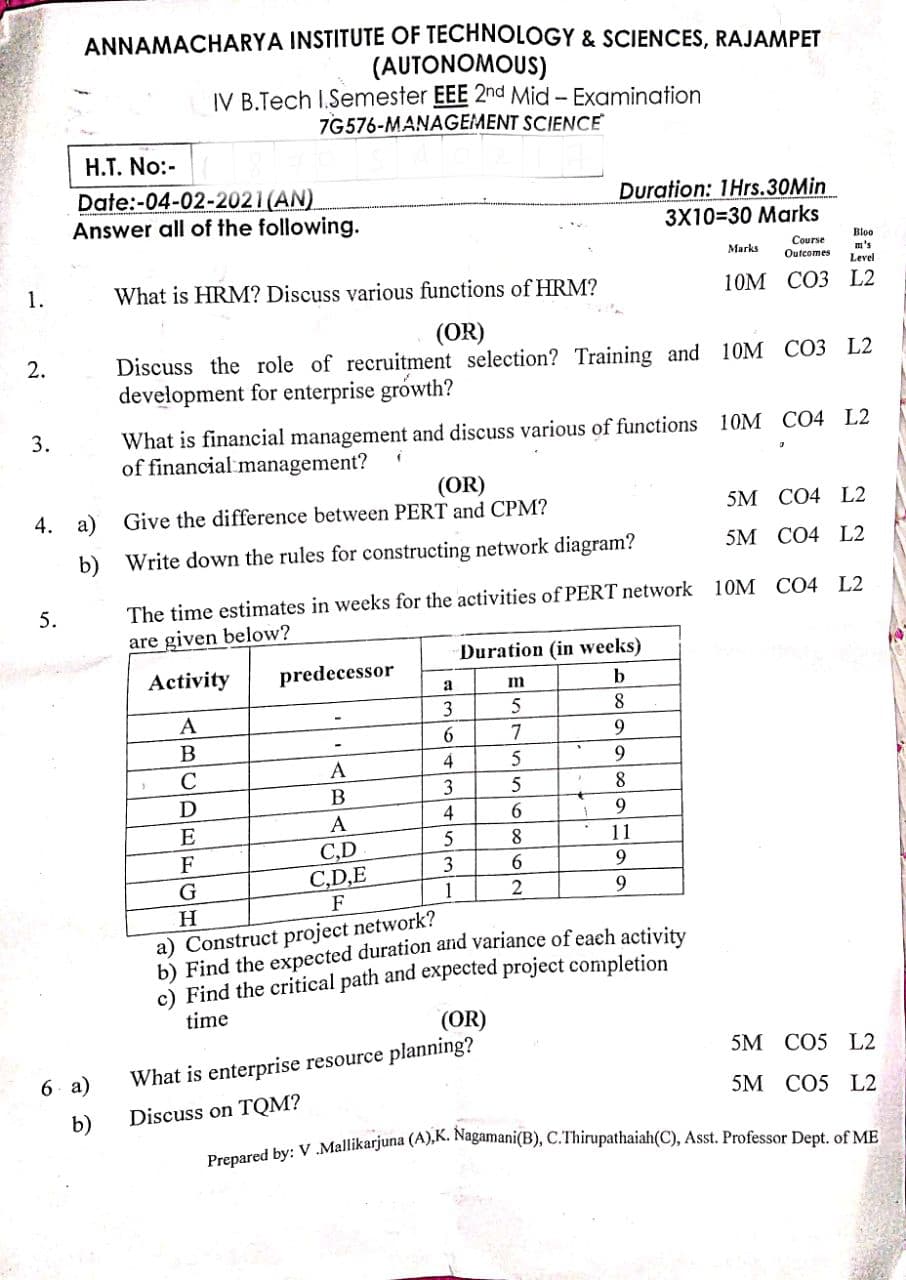 ANNAMACHARYA INSTITUTE OF TECHNOLOGY & SCIENCES, RAJAMPET
(AUTONOMOUS)
IV B.Tech I.Semester EEE 2nd Mid – Examination
7G576-MANAGEMENT SCIENCE
H.T. No:-
Date:-04-02-2021(AN) Duration: 1Hrs.30Min
Answer all of the following. 3X10=30 Marks
Marks Course Outcomes Bloo m's Level
1. What is HRM? Discuss various functions of HRM? 10M CO3 L2
(OR)
2. Discuss the role of recruitment selection? Training and 10M CO3 L2
development for enterprise growth?
3. What is financial management and discuss various of functions 10M CO4 L2
of financial management?
(OR)
4. a) Give the difference between PERT and CPM? 5M CO4 L2
b) Write down the rules for constructing network diagram? 5M CO4 L2
5. The time estimates in weeks for the activities of PERT network 10M CO4 L2
are given below?
Activity predecessor Duration (in weeks)
a m b
A - 3 5 8
B - 6 7 9
C A 4 5 9
D B 3 5 8
E A 4 6 9
F C,D 5 8 11
G C,D,E 3 6 9
H F 1 2 9
a) Construct project network?
b) Find the expected duration and variance of each activity
c) Find the critical path and expected project completion
time
(OR)
6 a) What is enterprise resource planning? 5M CO5 L2
b) Discuss on TQM? 5M CO5 L2
Prepared by: V .Mallikarjuna (A),K. Nagamani(B), C.Thirupathaiah(C), Asst. Professor Dept. of ME